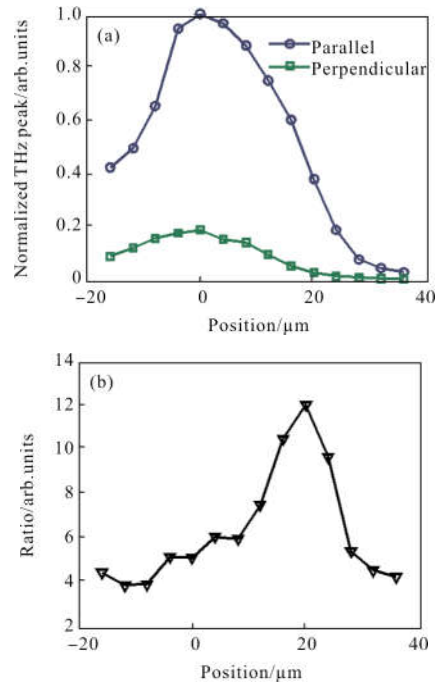 (a)
Normalized THz peak/arb.units
1.0
0.8
0.6
0.4
0.2
0
Parallel
Perpendicular
−20 0 20 40
Position/μm
(b)
Ratio/arb.units
14
12
10
8
6
4
2
−20 0 20 40
Position/μm